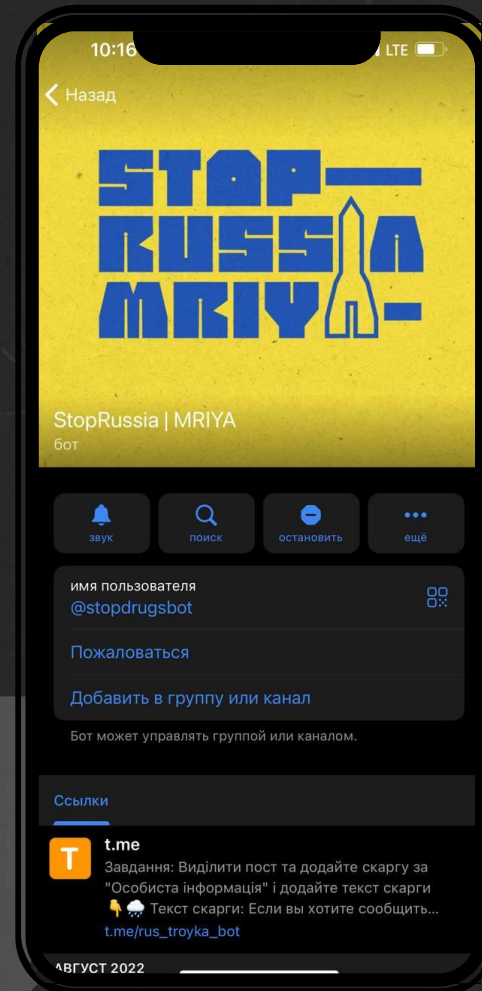 10:16
LTE
Назад
STOP
RUSSIA
MRIYA
StopRussia | MRIYA
бот
звук
поиск
остановить
ещё
имя пользователя
@stopdrugsbot
Пожаловаться
Добавить в группу или канал
Бот может управлять группой или каналом.
Ссылки
T
t.me
Завдання: Виділити пост та додайте скаргу за
"Особиста інформація" і додайте текст скарги
👇🌧 Текст скарги: Если вы хотите сообщить...
t.me/rus_troyka_bot
АВГУСТ 2022